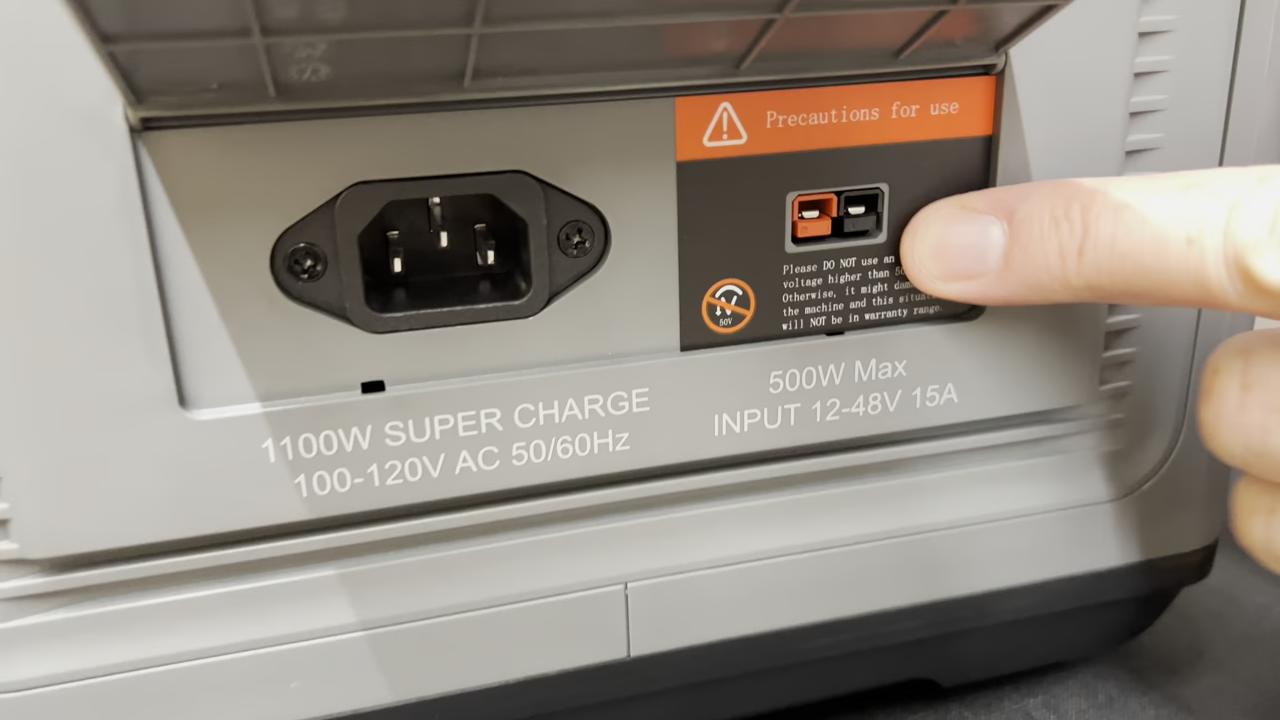 Precautions for use
Please DO NOT use an
voltage higher than 50
Otherwise, it might dam
the machine and this situat
will NOT be in warranty range.
50V
1100W SUPER CHARGE
100-120V AC 50/60Hz
500W Max
INPUT 12-48V 15A